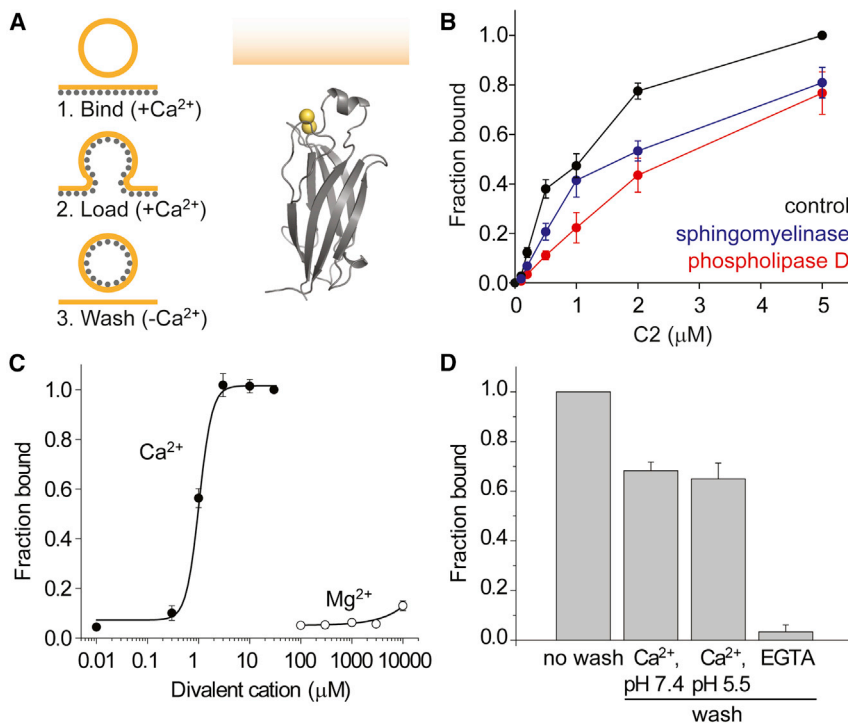 A
1. Bind (+Ca²⁺)
2. Load (+Ca²⁺)
3. Wash (-Ca²⁺)
B
Fraction bound
1.0
0.8
0.6
0.4
0.2
0.0
0 1 2 3 4 5
C2 (μM)
control
sphingomyelinase
phospholipase D
C
Fraction bound
1.0
0.8
0.6
0.4
0.2
0.0
Ca²⁺
Mg²⁺
0.01 0.1 1 10 100 1000 10000
Divalent cation (μM)
D
Fraction bound
1.0
0.8
0.6
0.4
0.2
0.0
no wash Ca²⁺, Ca²⁺, EGTA
pH 7.4 pH 5.5
wash